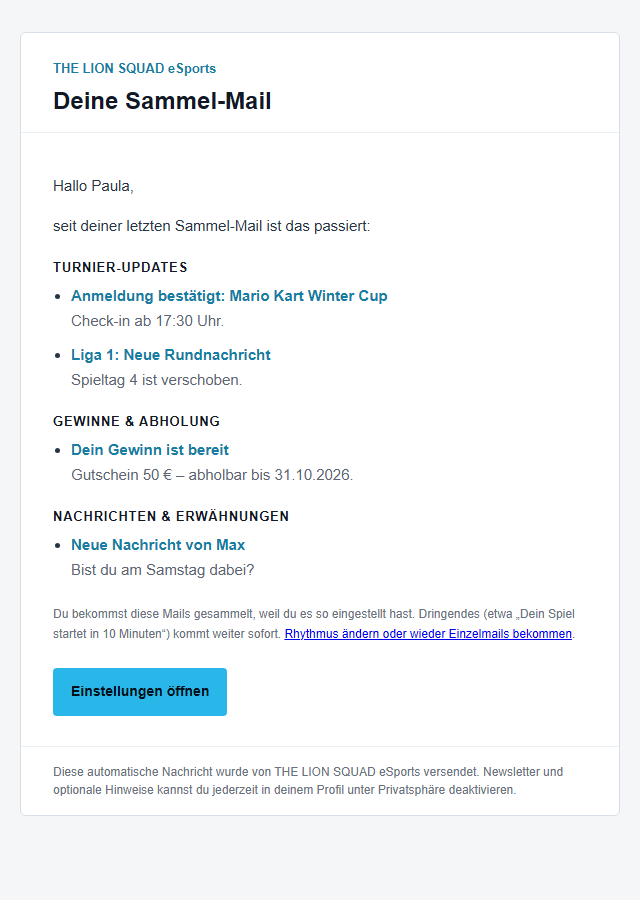 THE LION SQUAD eSports
Deine Sammel-Mail
Hallo Paula,
seit deiner letzten Sammel-Mail ist das passiert:
TURNIER-UPDATES
• Anmeldung bestätigt: Mario Kart Winter Cup
Check-in ab 17:30 Uhr.
• Liga 1: Neue Rundnachricht
Spieltag 4 ist verschoben.
GEWINNE & ABHOLUNG
• Dein Gewinn ist bereit
Gutschein 50 € – abholbar bis 31.10.2026.
NACHRICHTEN & ERWÄHNUNGEN
• Neue Nachricht von Max
Bist du am Samstag dabei?
Du bekommst diese Mails gesammelt, weil du es so eingestellt hast. Dringendes (etwa „Dein Spiel
startet in 10 Minuten“) kommt weiter sofort. Rhythmus ändern oder wieder Einzelmails bekommen.
Einstellungen öffnen
Diese automatische Nachricht wurde von THE LION SQUAD eSports versendet. Newsletter und
optionale Hinweise kannst du jederzeit in deinem Profil unter Privatsphäre deaktivieren.